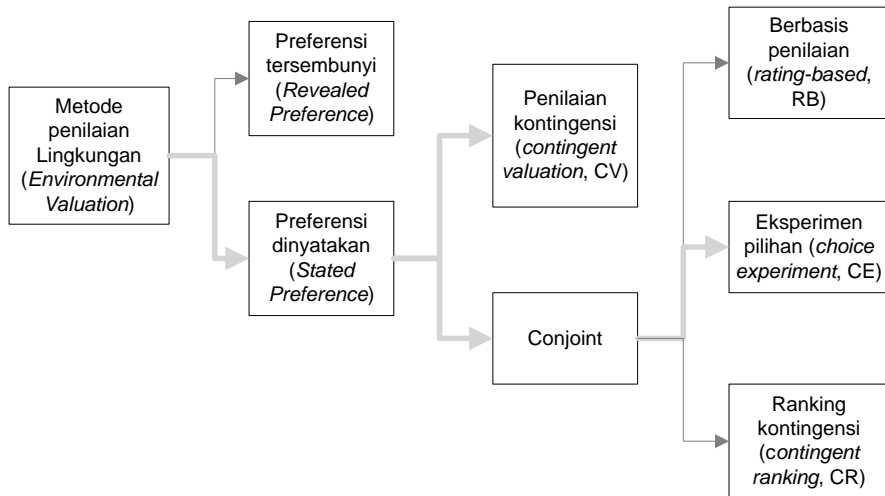 Metode
penilaian
Lingkungan
(Environmental
Valuation)
Preferensi
tersembunyi
(Revealed
Preference)
Preferensi
dinyatakan
(Stated
Preference)
Penilaian
kontingensi
(contingent
valuation, CV)
Conjoint
Berbasis
penilaian
(rating-based,
RB)
Eksperimen
pilihan (choice
experiment, CE)
Ranking
kontingensi
(contingent
ranking, CR)